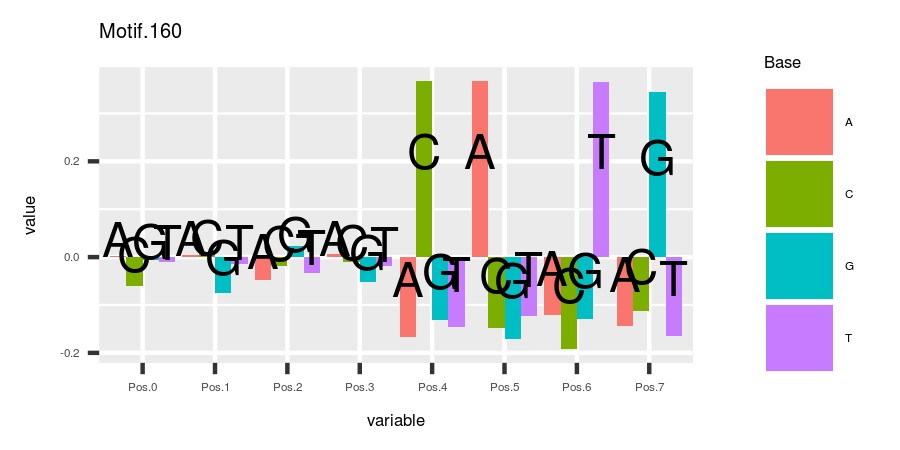 Motif.160
Base
A
C
G
T
value
0.2
0.0
-0.2
A C G T A C G T A C G T A C G T A C G T A C G T A C G T A C G T
Pos.0 Pos.1 Pos.2 Pos.3 Pos.4 Pos.5 Pos.6 Pos.7
variable